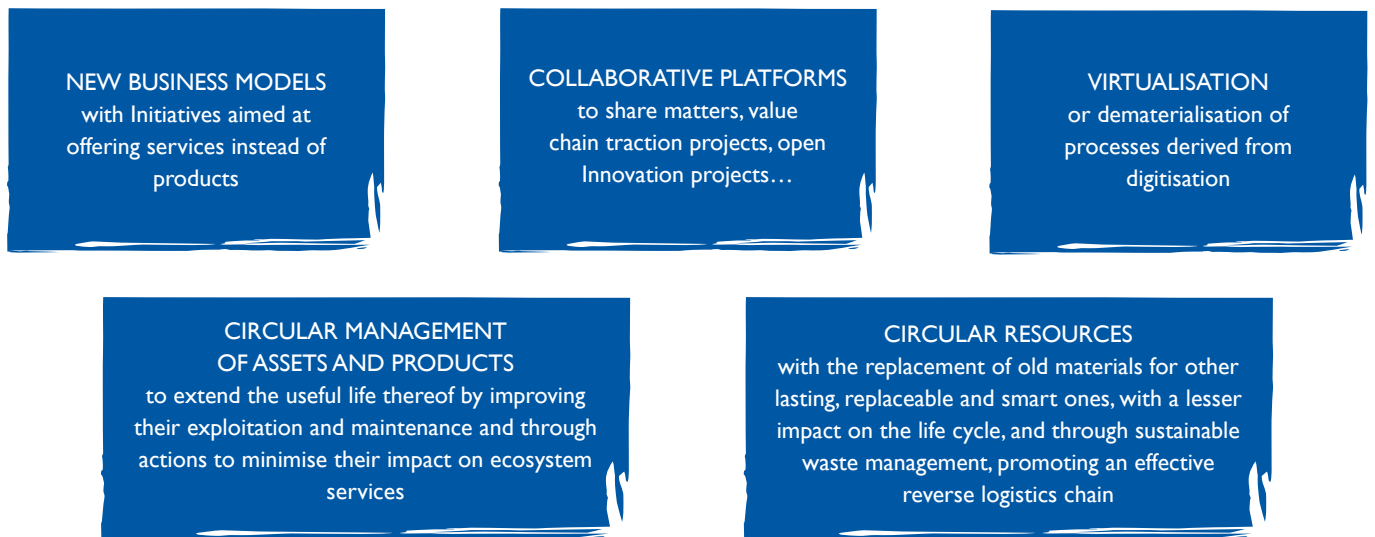 NEW BUSINESS MODELS
with Initiatives aimed at
offering services instead of
products
COLLABORATIVE PLATFORMS
to share matters, value
chain traction projects, open
Innovation projects…
VIRTUALISATION
or dematerialisation of
processes derived from
digitisation
CIRCULAR MANAGEMENT
OF ASSETS AND PRODUCTS
to extend the useful life thereof by improving
their exploitation and maintenance and through
actions to minimise their impact on ecosystem
services
CIRCULAR RESOURCES
with the replacement of old materials for other
lasting, replaceable and smart ones, with a lesser
impact on the life cycle, and through sustainable
waste management, promoting an effective
reverse logistics chain